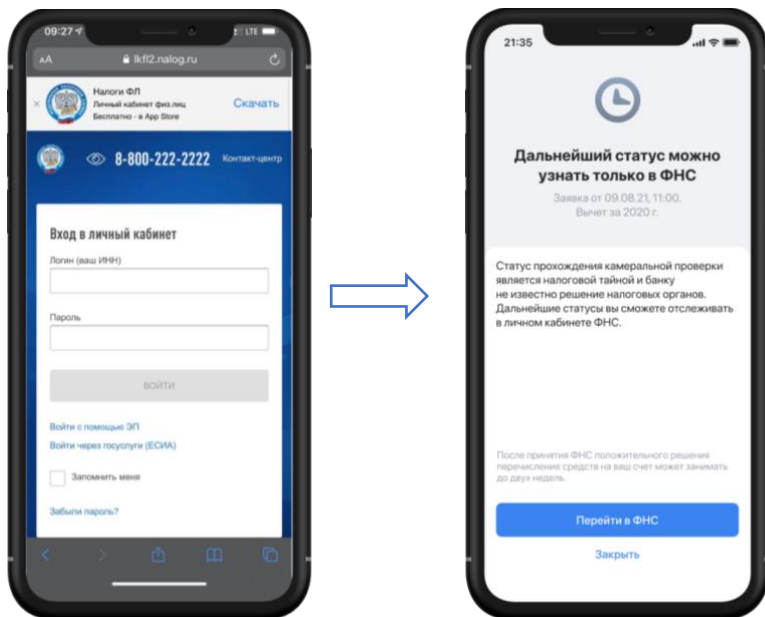 09:27
LTE
АА
lkfl2.nalog.ru
Налоги ФЛ
Личный кабинет физ.лиц
Бесплатно - в App Store
Скачать
8-800-222-2222
Контакт-центр
Вход в личный кабинет
Логин (ваш ИНН)
Пароль
ВОЙТИ
Войти с помощью ЭП
Войти через госуслуги (ЕСИА)
Запомнить меня
Забыли пароль?
21:35
Дальнейший статус можно
узнать только в ФНС
Заявка от 09.08.21, 11:00.
Вычет за 2020 г.
Статус прохождения камеральной проверки
является налоговой тайной и банку
не известно решение налоговых органов.
Дальнейшие статусы вы сможете отслеживать
в личном кабинете ФНС.
После принятия ФНС положительного решения
перечисление средств на ваш счет может занимать
до двух недель.
Перейти в ФНС
Закрыть